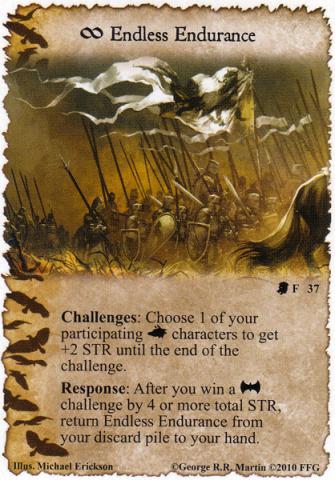 ∞ Endless Endurance
F 37
Challenges: Choose 1 of your
participating characters to get
+2 STR until the end of the
challenge.
Response: After you win a
challenge by 4 or more total STR,
return Endless Endurance from
your discard pile to your hand.
Illus. Michael Erickson ©George R.R. Martin ©2010 FFG